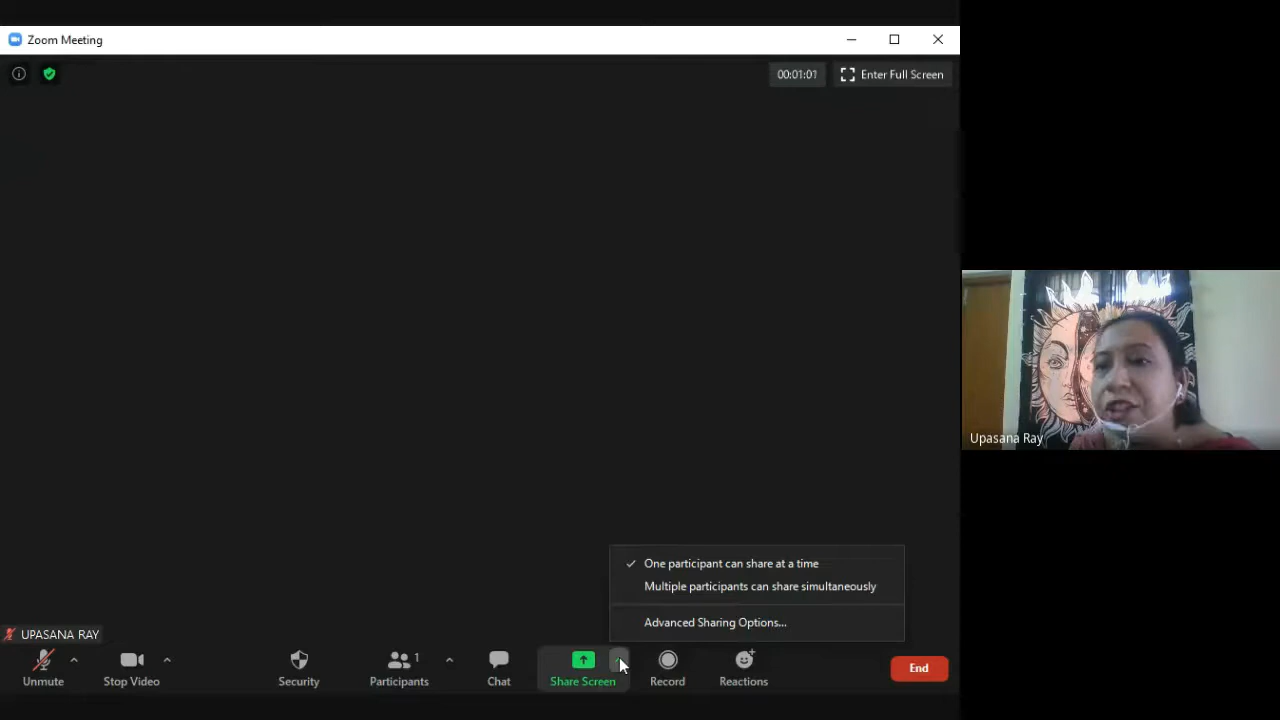 Zoom Meeting
00:01:01
Enter Full Screen
Upasana Ray
One participant can share at a time
Multiple participants can share simultaneously
Advanced Sharing Options...
UPASANA RAY
1
Unmute
Stop Video
Security
Participants
Chat
Share Screen
Record
Reactions
End